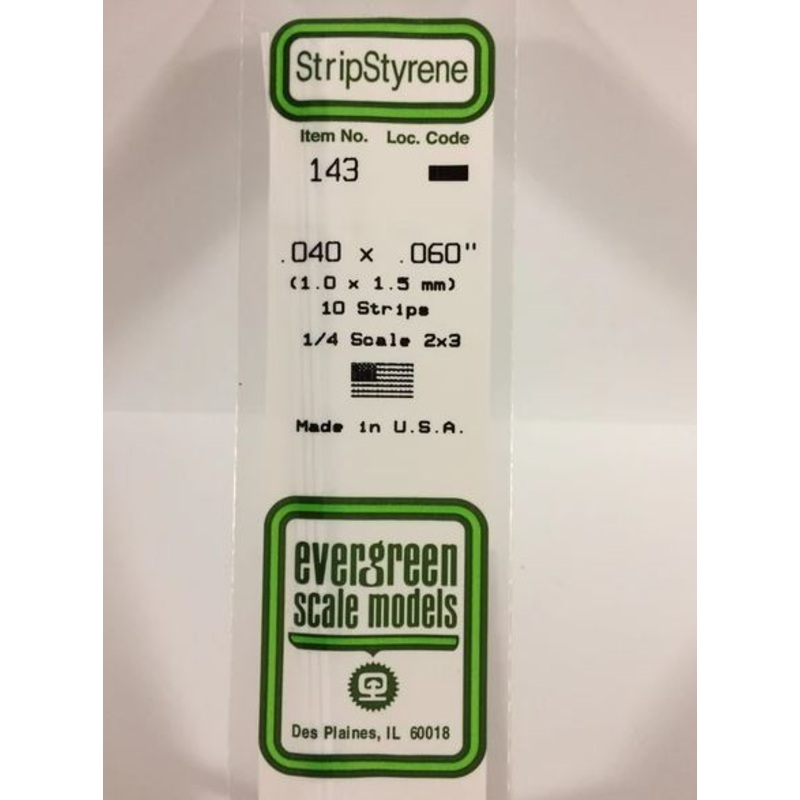 StripStyrene
Item No. Loc. Code
143
.040 x .060"
(1.0 x 1.5 mm)
10 Strips
1/4 Scale 2x3
Made in U.S.A.
evergreen
scale models
Des Plaines, IL 60018